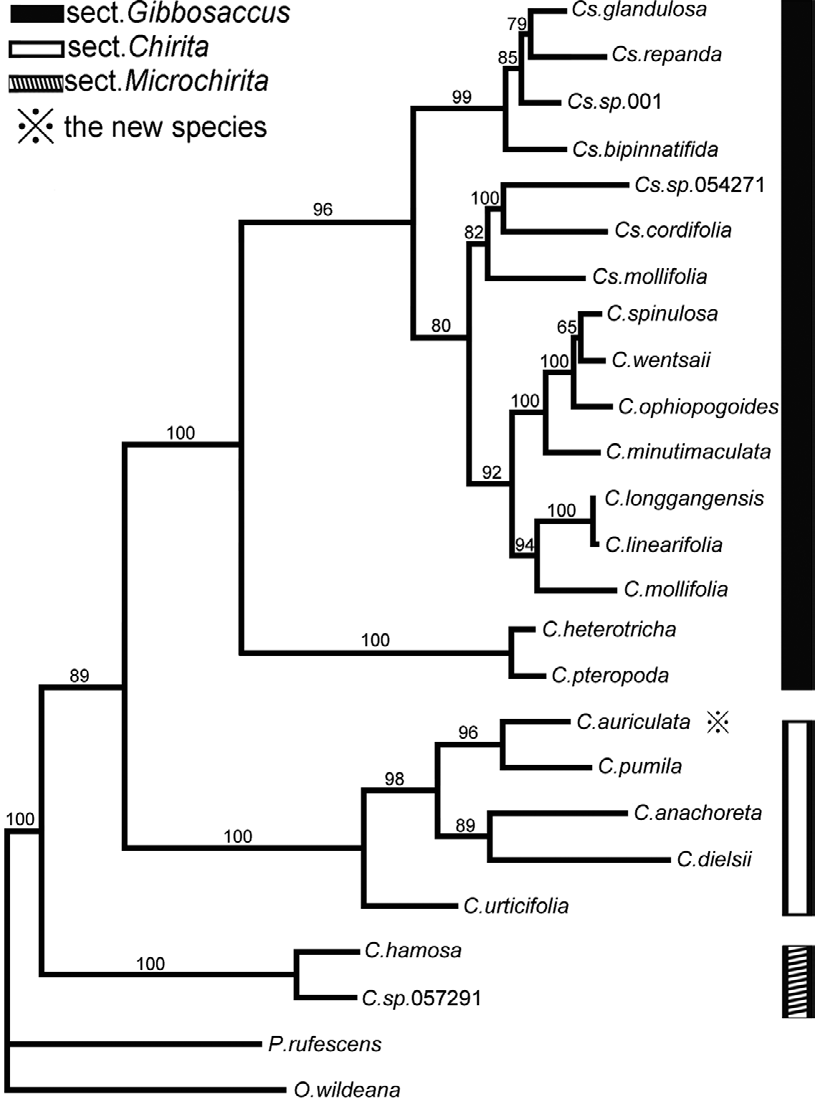 sect.Gibbosaccus
sect.Chirita
sect.Microchirita
※ the new species
79
Cs.glandulosa
85
Cs.repanda
99
Cs.sp.001
Cs.bipinnatifida
100
Cs.sp.054271
96
82
Cs.cordifolia
Cs.mollifolia
80
65
C.spinulosa
100
C.wentsaii
100
C.ophiopogoides
100
C.minutimaculata
92
C.longgangensis
100
C.linearifolia
94
C.mollifolia
100
C.heterotricha
C.pteropoda
89
96
C.auriculata ※
98
C.pumila
C.anachoreta
100
100
89
C.dielsii
C.urticifolia
100
C.hamosa
C.sp.057291
P.rufescens
O.wildeana